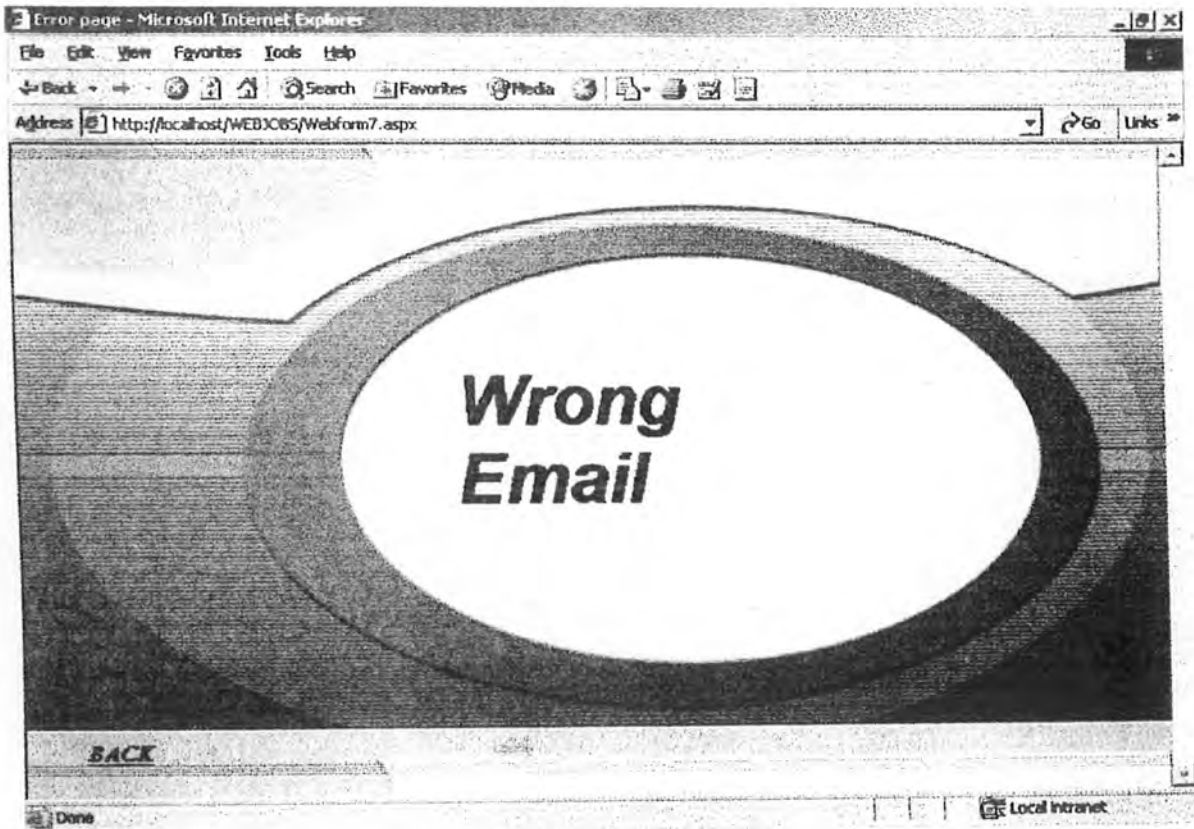 Error page - Microsoft Internet Explorer
File Edit View Favorites Tools Help
Back Search Favorites Media
Address http://localhost/WEBJOBS/Webform7.aspx Go Links »
Wrong
Email
BACK
Done Local intranet